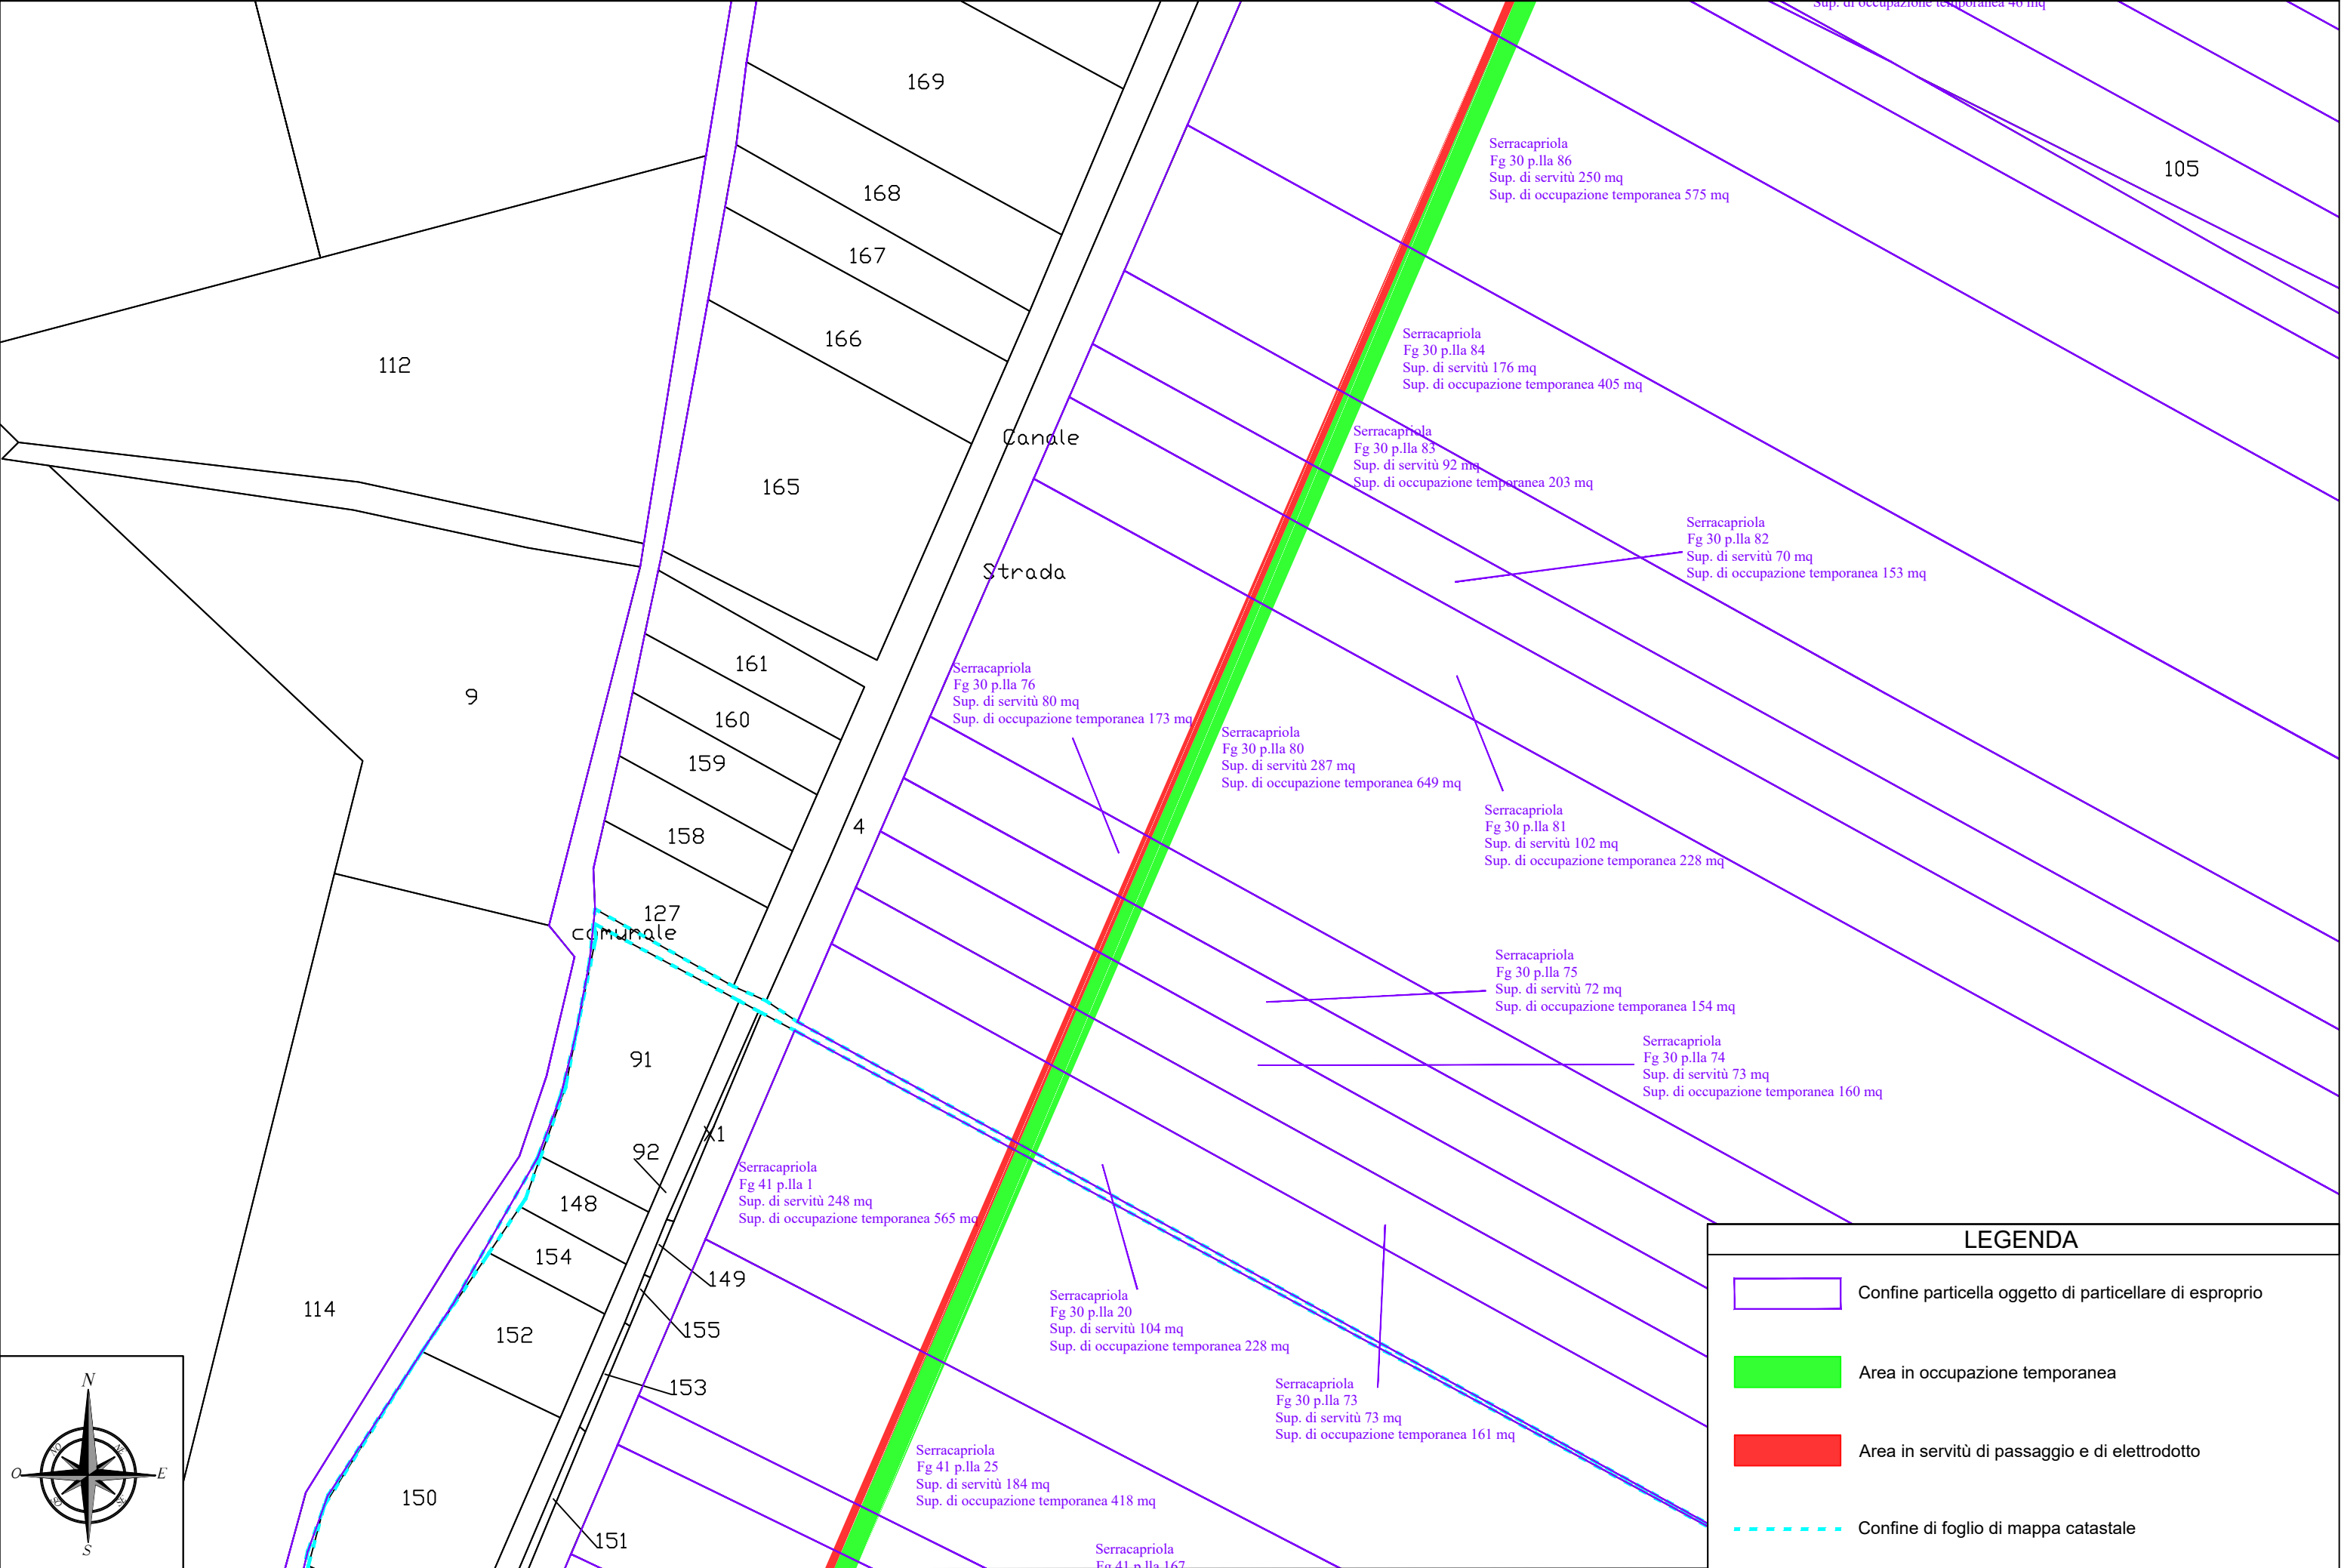 Sup. di occupazione temporanea 46 mq
169
Serracapriola
Fg 30 p.lla 86
Sup. di servitù 250 mq
Sup. di occupazione temporanea 575 mq
105
168
167
166
112
Serracapriola
Fg 30 p.lla 84
Sup. di servitù 176 mq
Sup. di occupazione temporanea 405 mq
Canale
Serracapriola
Fg 30 p.lla 83
Sup. di servitù 92 mq
Sup. di occupazione temporanea 203 mq
165
Serracapriola
Fg 30 p.lla 82
Sup. di servitù 70 mq
Sup. di occupazione temporanea 153 mq
Strada
161
Serracapriola
Fg 30 p.lla 76
Sup. di servitù 80 mq
Sup. di occupazione temporanea 173 mq
9
160
Serracapriola
Fg 30 p.lla 80
Sup. di servitù 287 mq
Sup. di occupazione temporanea 649 mq
159
4
158
Serracapriola
Fg 30 p.lla 81
Sup. di servitù 102 mq
Sup. di occupazione temporanea 228 mq
127
comunale
Serracapriola
Fg 30 p.lla 75
Sup. di servitù 72 mq
Sup. di occupazione temporanea 154 mq
91
Serracapriola
Fg 30 p.lla 74
Sup. di servitù 73 mq
Sup. di occupazione temporanea 160 mq
X1
92
Serracapriola
Fg 41 p.lla 1
Sup. di servitù 248 mq
Sup. di occupazione temporanea 565 mq
148
154
149
114
155
152
153
Serracapriola
Fg 30 p.lla 20
Sup. di servitù 104 mq
Sup. di occupazione temporanea 228 mq
Serracapriola
Fg 30 p.lla 73
Sup. di servitù 73 mq
Sup. di occupazione temporanea 161 mq
Serracapriola
Fg 41 p.lla 25
Sup. di servitù 184 mq
Sup. di occupazione temporanea 418 mq
150
151
Serracapriola
Fg 41 p.lla 167
N
O
E
S
LEGENDA
Confine particella oggetto di particellare di esproprio
Area in occupazione temporanea
Area in servitù di passaggio e di elettrodotto
Confine di foglio di mappa catastale